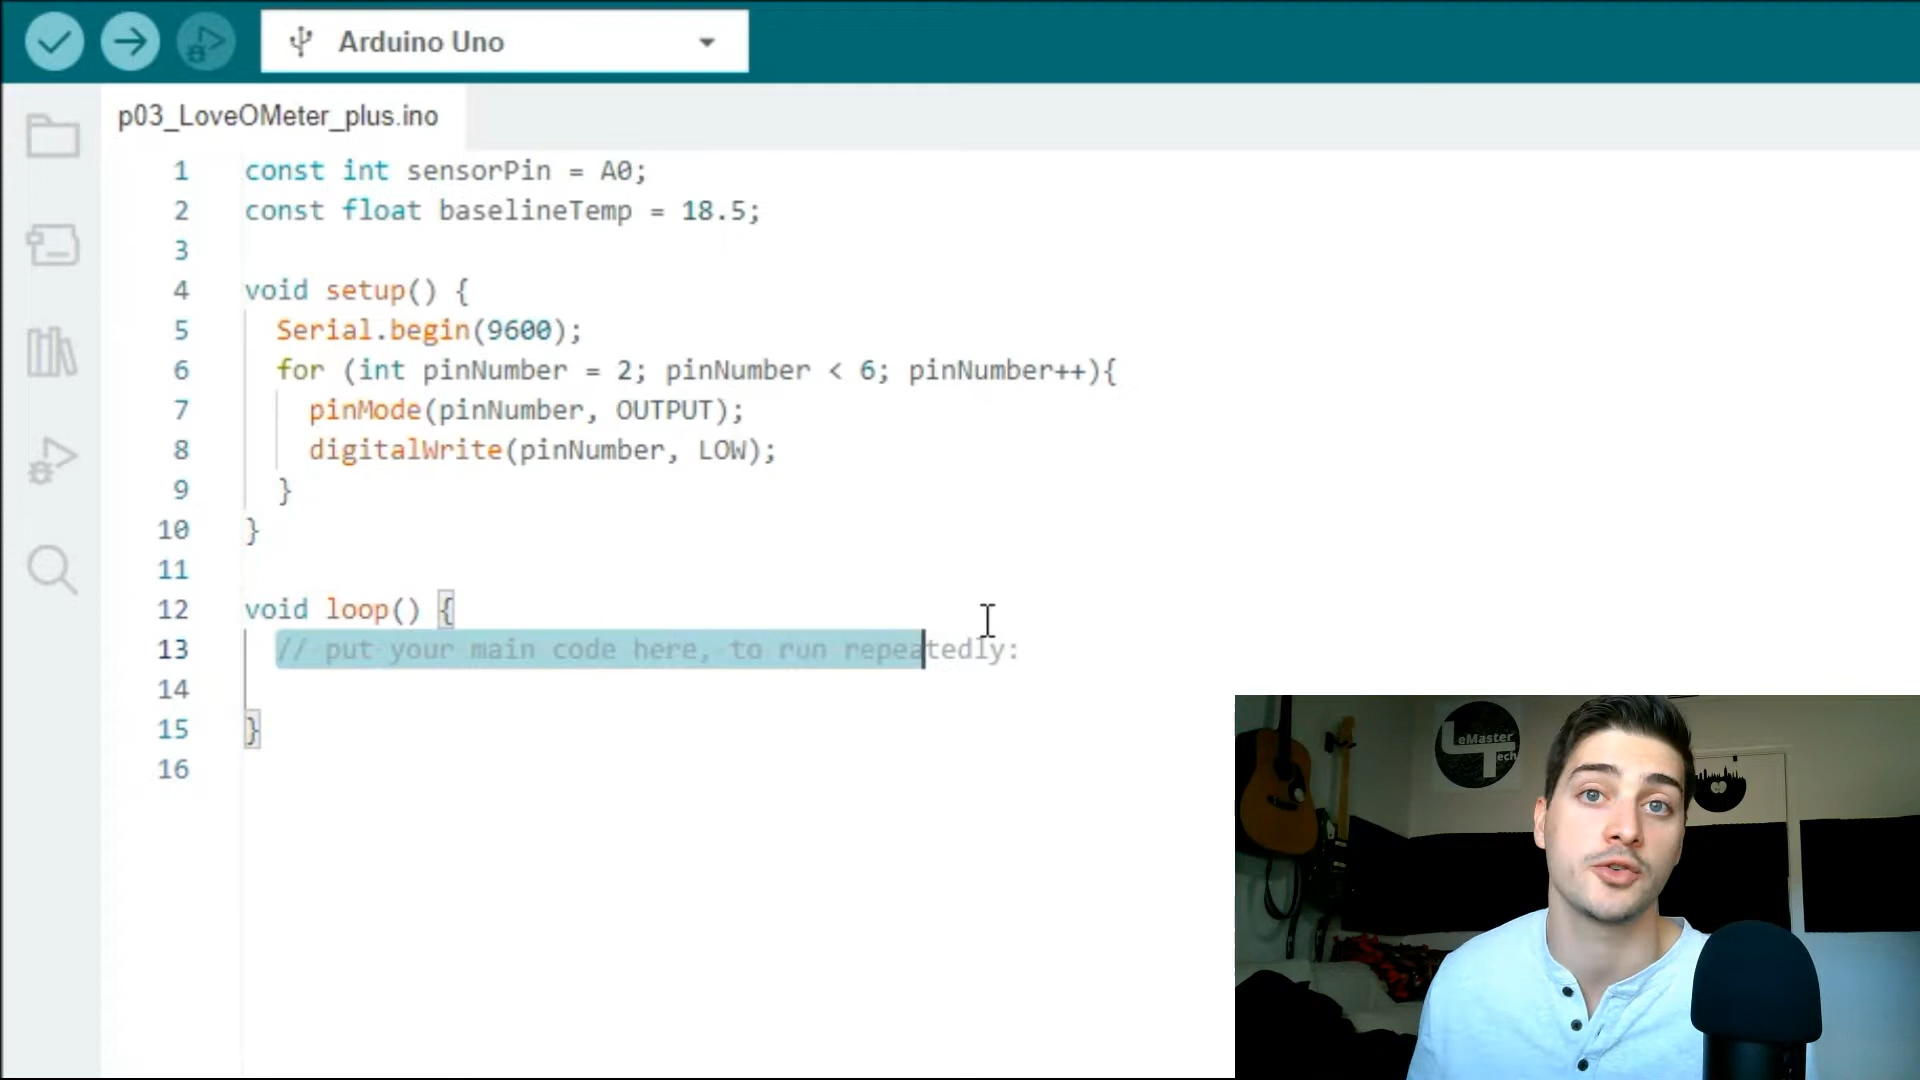 Arduino Uno
p03_LoveOMeter_plus.ino
1 const int sensorPin = A0;
2 const float baselineTemp = 18.5;
3
4 void setup() {
5 Serial.begin(9600);
6 for (int pinNumber = 2; pinNumber < 6; pinNumber++){
7 pinMode(pinNumber, OUTPUT);
8 digitalWrite(pinNumber, LOW);
9 }
10 }
11
12 void loop() {
13 // put your main code here, to run repeatedly:
14
15 }
16
LeMaster
Tech